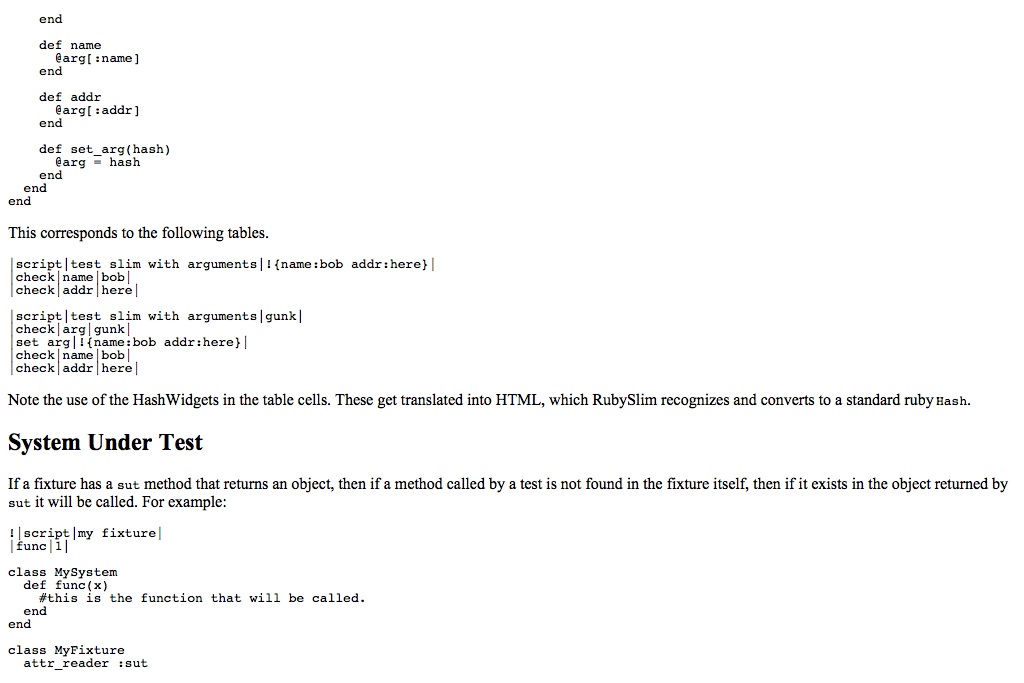 end

    def name
      @arg[:name]
    end

    def addr
      @arg[:addr]
    end

    def set_arg(hash)
      @arg = hash
    end
  end
end

This corresponds to the following tables.

|script|test slim with arguments|!{name:bob addr:here}|
|check|name|bob|
|check|addr|here|

|script|test slim with arguments|gunk|
|check|arg|gunk|
|set arg|!{name:bob addr:here}|
|check|name|bob|
|check|addr|here|

Note the use of the HashWidgets in the table cells. These get translated into HTML, which RubySlim recognizes and converts to a standard ruby Hash.

System Under Test

If a fixture has a sut method that returns an object, then if a method called by a test is not found in the fixture itself, then if it exists in the object returned by
sut it will be called. For example:

!|script|my fixture|
|func|1|

class MySystem
  def func(x)
    #this is the function that will be called.
  end
end

class MyFixture
  attr_reader :sut